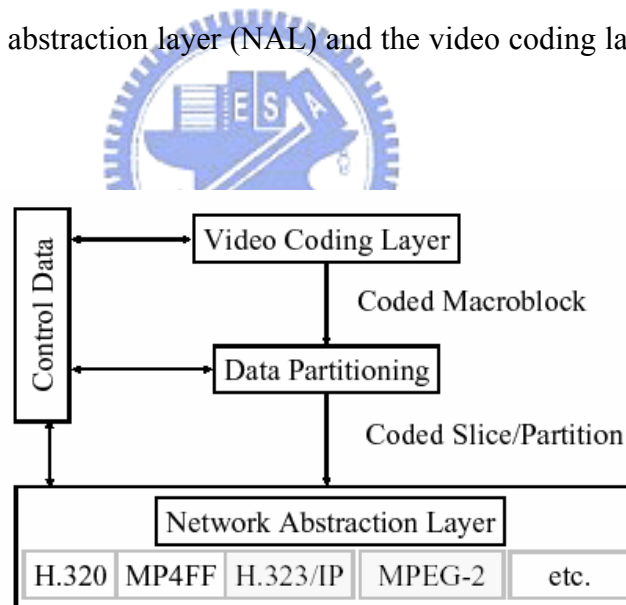 abstraction layer (NAL) and the video coding la
ESA
Control Data
Video Coding Layer
Coded Macroblock
Data Partitioning
Coded Slice/Partition
Network Abstraction Layer
H.320 MP4FF H.323/IP MPEG-2 etc.